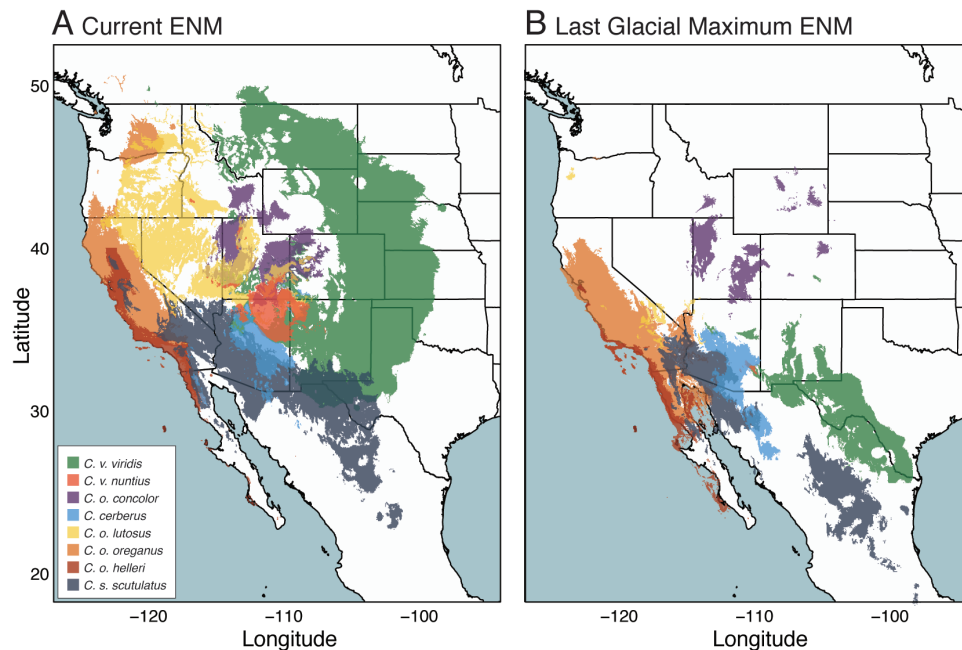 A Current ENM
B Last Glacial Maximum ENM
Latitude
50
40
30
20
C. v. viridis
C. v. nuntius
C. o. concolor
C. cerberus
C. o. lutosus
C. o. oreganus
C. o. helleri
C. s. scutulatus
−120
−110
−100
−120
−110
−100
Longitude
Longitude